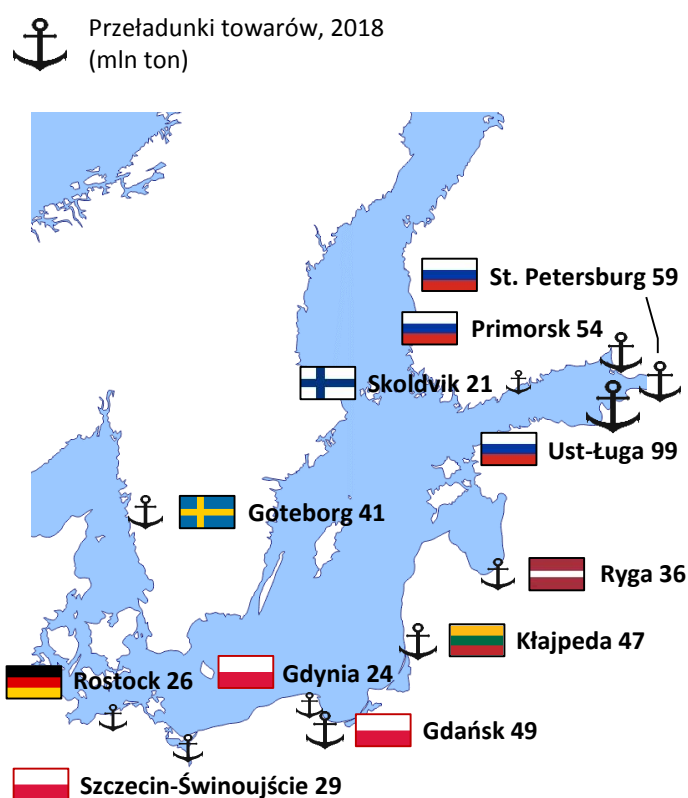 Przeładunki towarów, 2018
(mln ton)
St. Petersburg 59
Primorsk 54
Skoldvik 21
Ust-Ługa 99
Goteborg 41
Ryga 36
Kłajpeda 47
Rostock 26
Gdynia 24
Gdańsk 49
Szczecin-Świnoujście 29